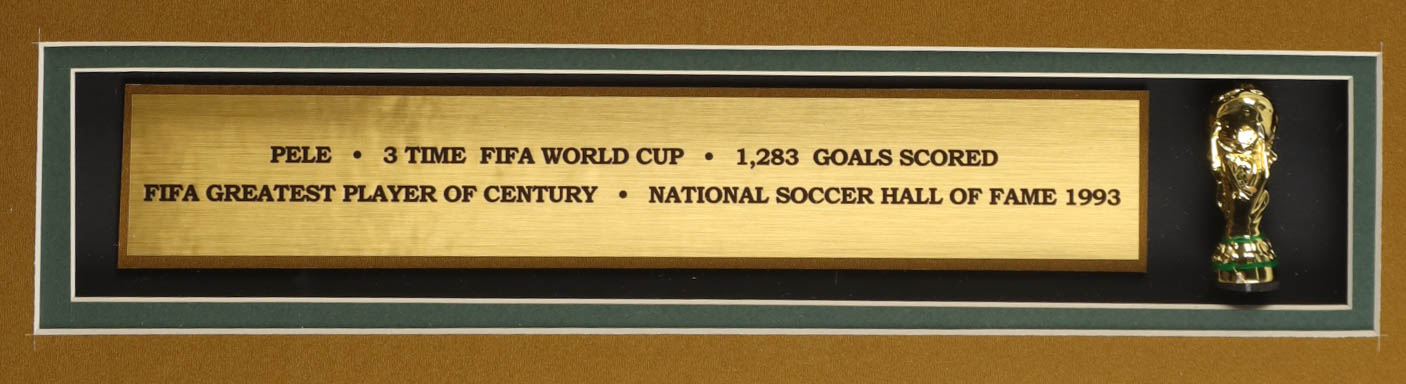 PELE • 3 TIME FIFA WORLD CUP • 1,283 GOALS SCORED
FIFA GREATEST PLAYER OF CENTURY • NATIONAL SOCCER HALL OF FAME 1993